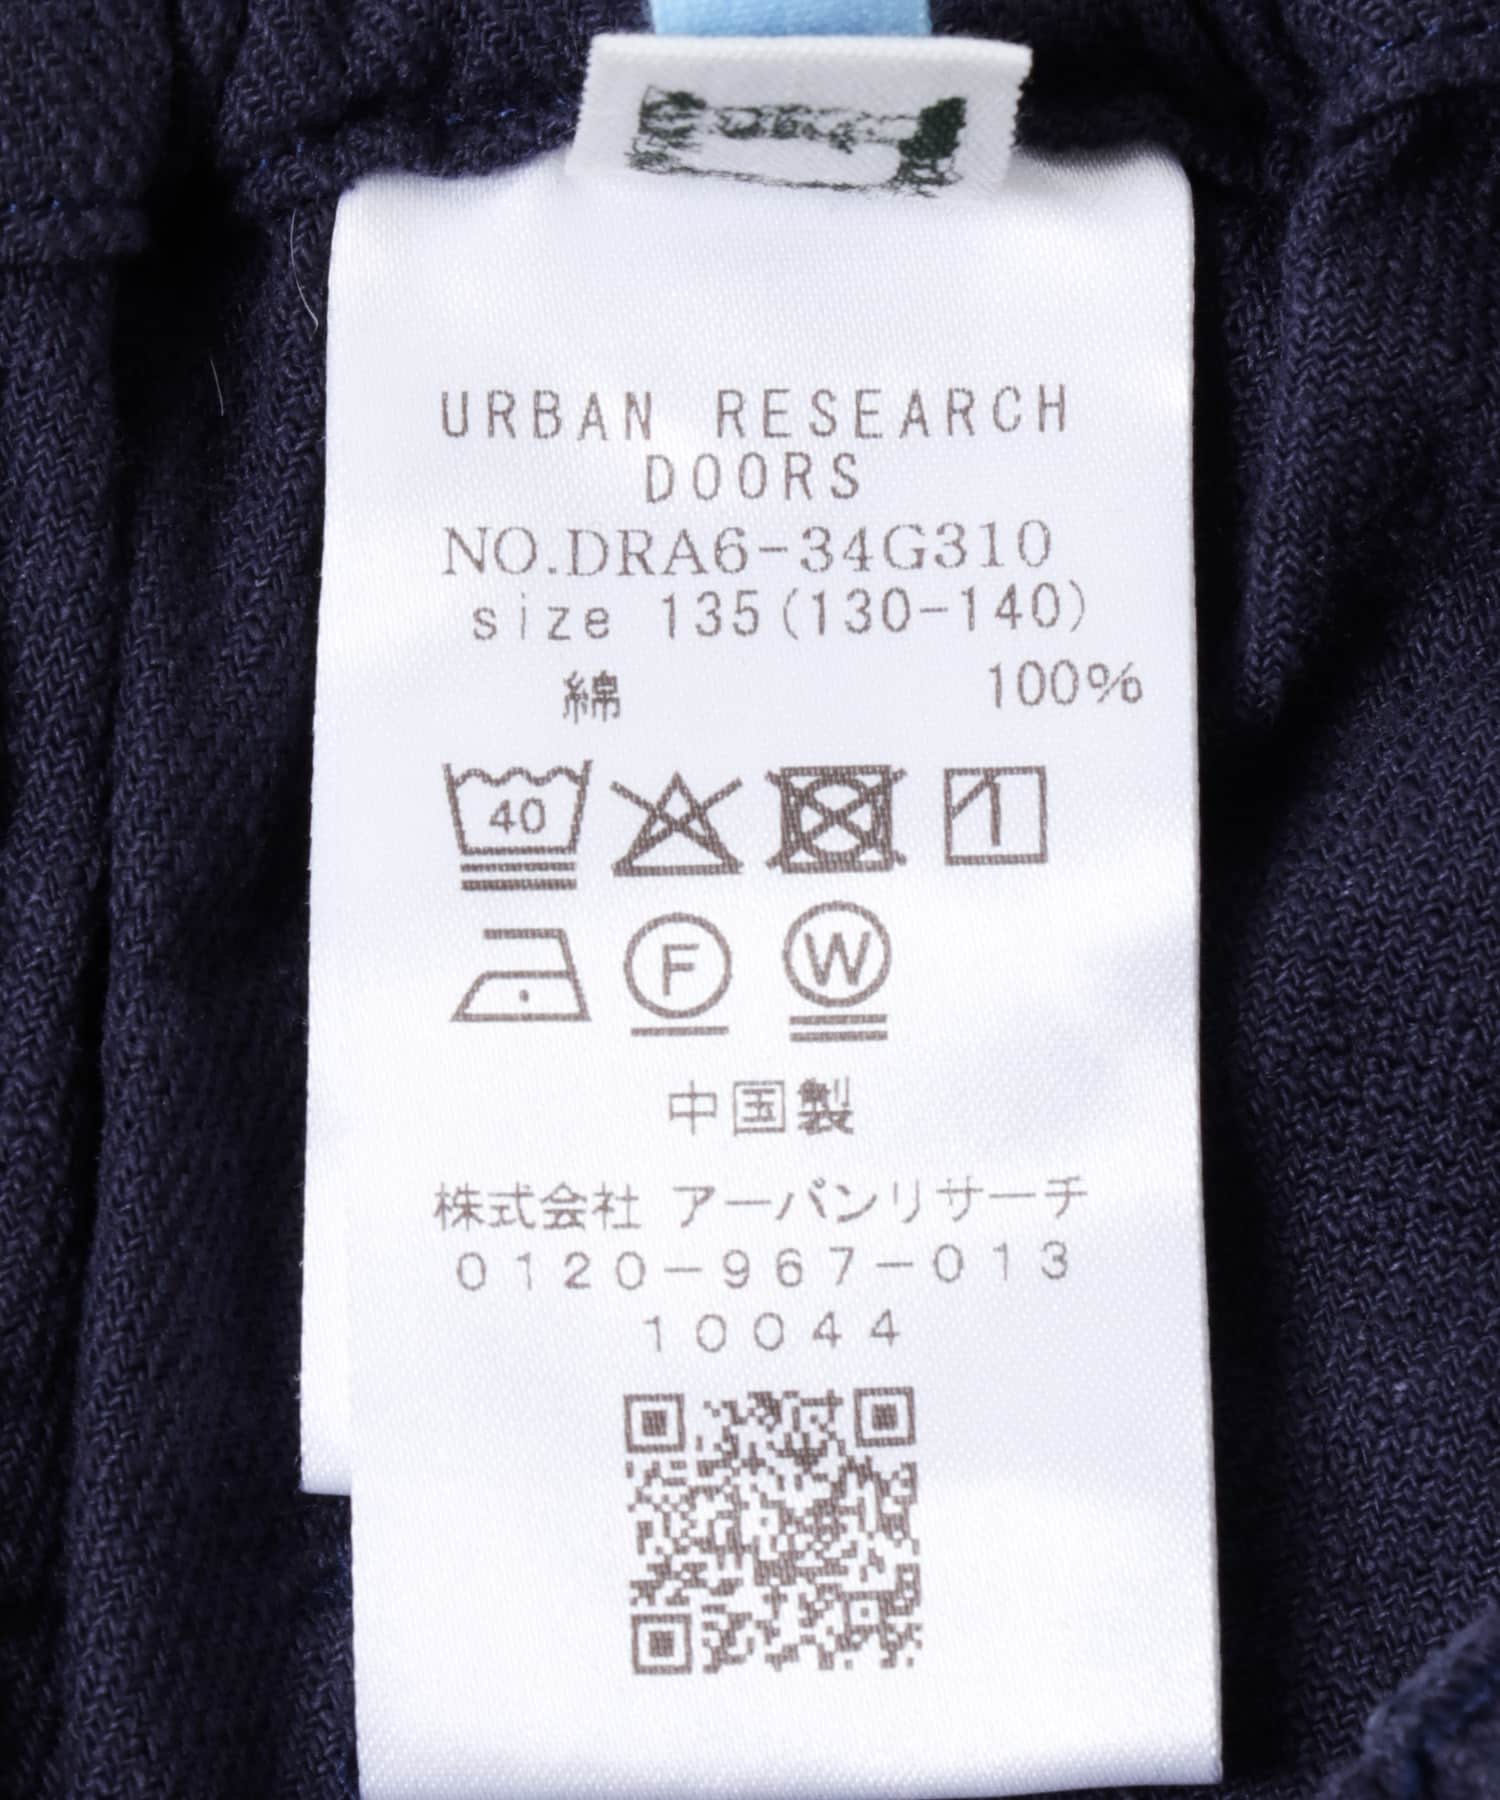 URBAN RESEARCH
DOORS
NO.DRA6-34G310
size 135(130-140)
綿 100%
40
F W
中国製
株式会社 アーバンリサーチ
0120-967-013
10044